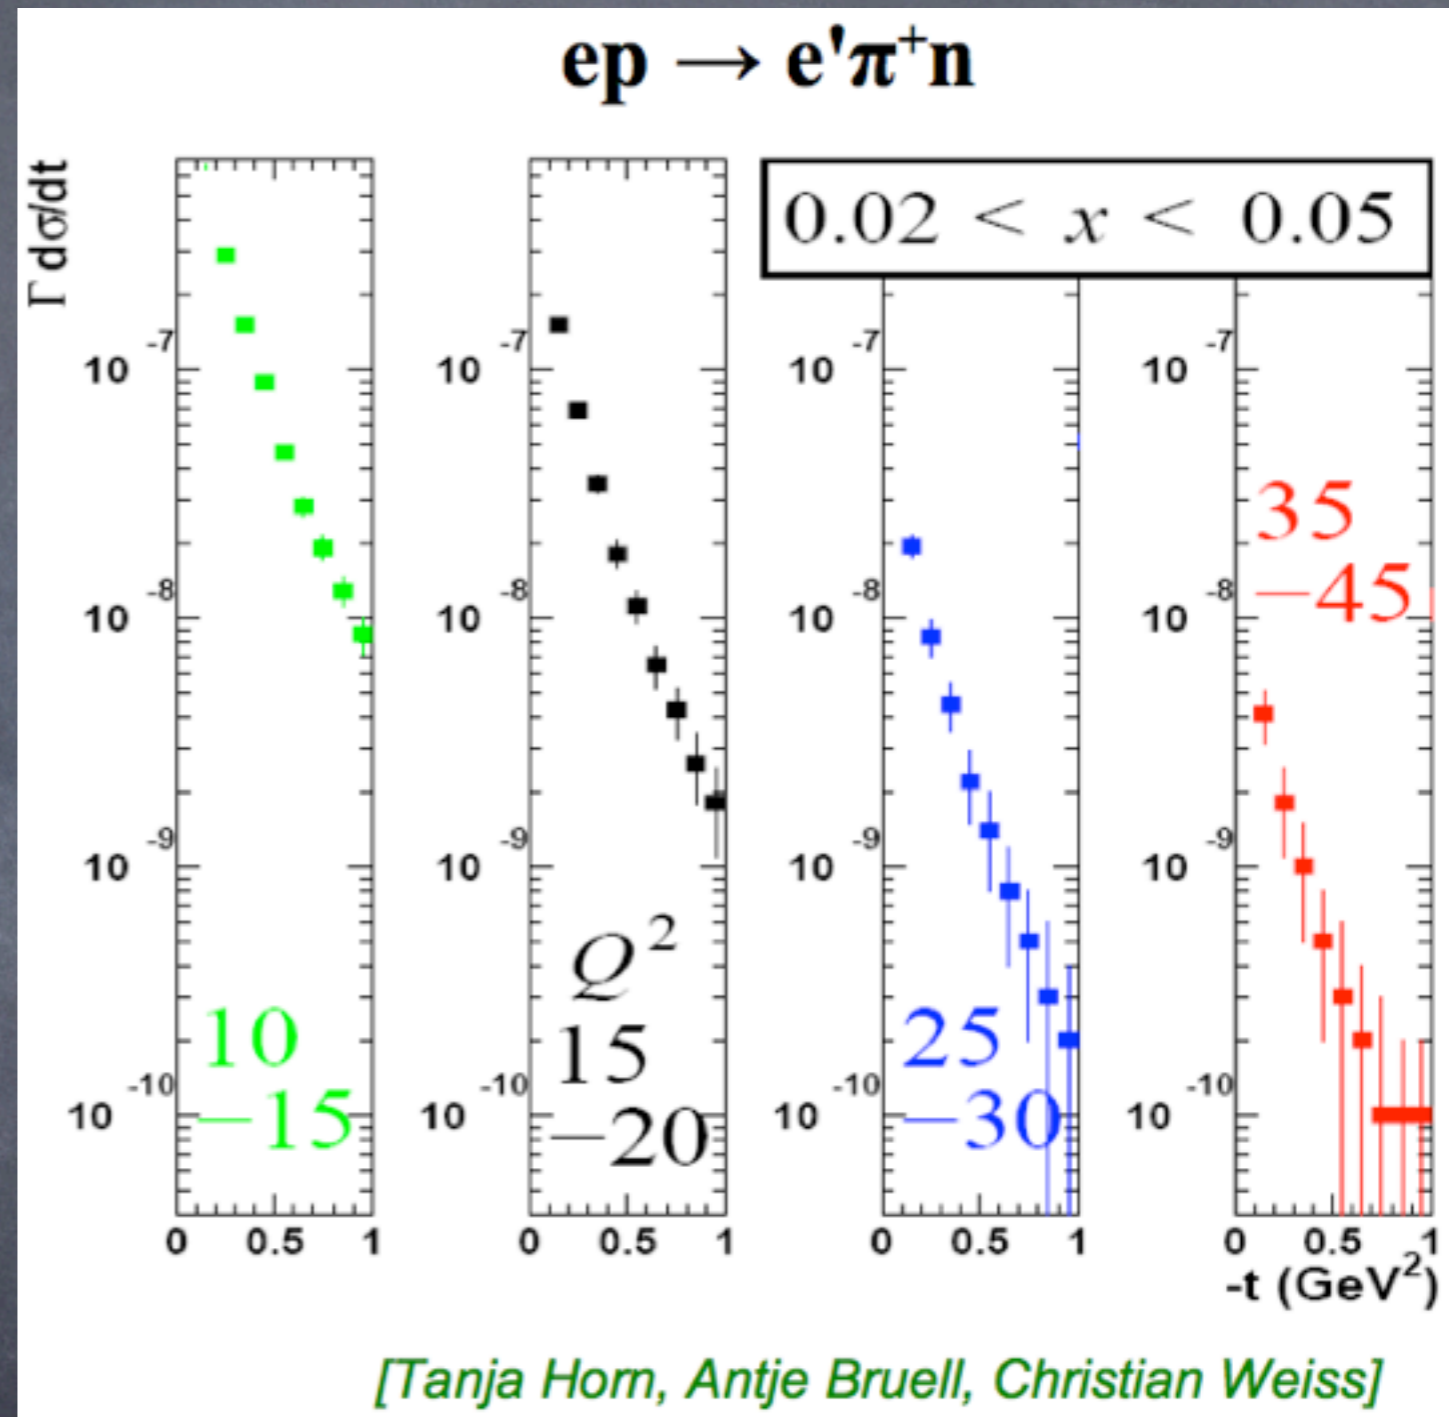 ep → e'π⁺n
Γ dσ/dt
0.02 < x < 0.05
10⁻⁷ 10⁻⁷ 10⁻⁷ 10⁻⁷
35
−45
10⁻⁸ 10⁻⁸ 10⁻⁸ 10⁻⁸
10⁻⁹ 10⁻⁹ 10⁻⁹ 10⁻⁹
Q²
10 15 25
−15 −20 −30
10⁻¹⁰ 10⁻¹⁰ 10⁻¹⁰ 10⁻¹⁰
0 0.5 1 0 0.5 1 0 0.5 1 0 0.5 1
-t (GeV²)
[Tanja Horn, Antje Bruell, Christian Weiss]